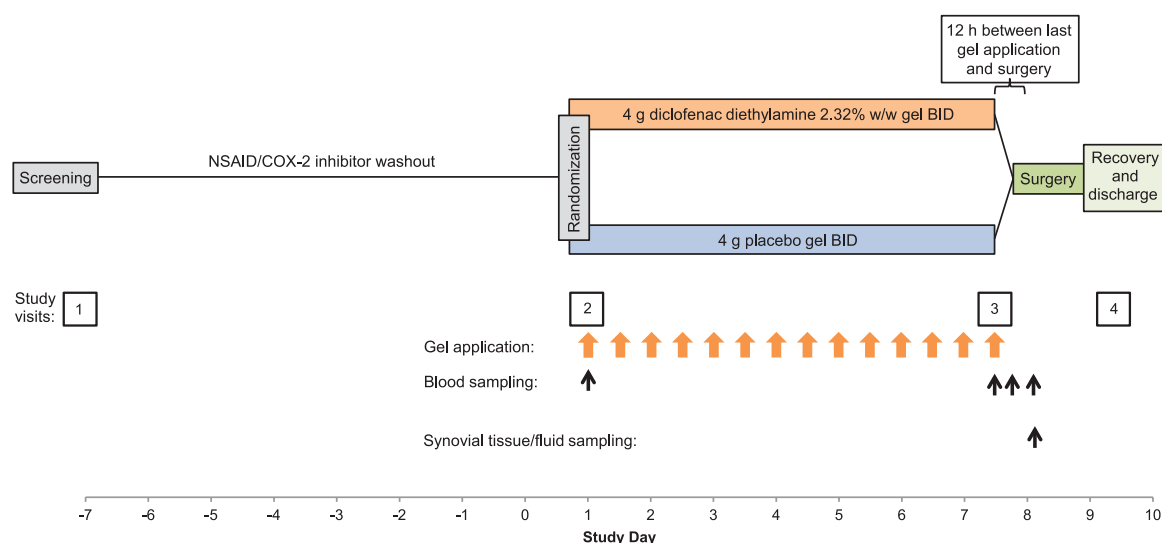 12 h between last
gel application
and surgery
4 g diclofenac diethylamine 2.32% w/w gel BID
NSAID/COX-2 inhibitor washout
Screening
Randomization
Surgery
Recovery
and
discharge
4 g placebo gel BID
Study
visits:
1
2
3
4
Gel application:
Blood sampling:
Synovial tissue/fluid sampling:
-7 -6 -5 -4 -3 -2 -1 0 1 2 3 4 5 6 7 8 9 10
Study Day